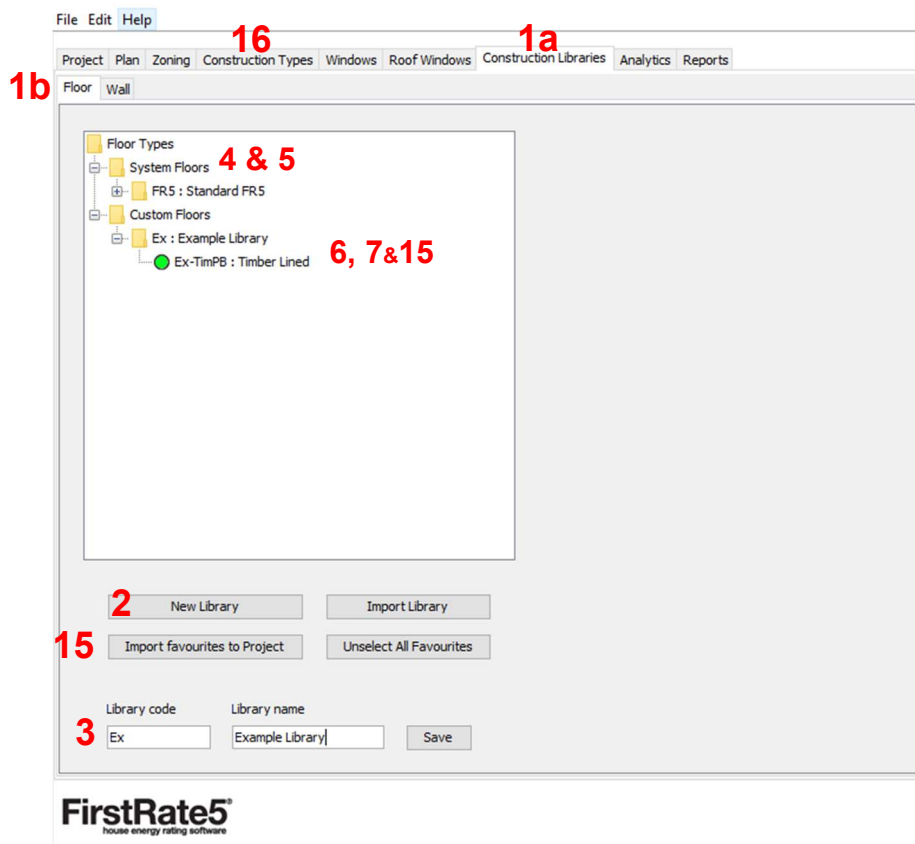 File Edit Help
16
1a
Project Plan Zoning Construction Types Windows Roof Windows Construction Libraries Analytics Reports
1b
Floor Wall
Floor Types
System Floors
4 & 5
FR5 : Standard FR5
Custom Floors
Ex : Example Library
Ex-TimPB : Timber Lined
6, 7&15
2
New Library Import Library
15
Import favourites to Project Unselect All Favourites
Library code Library name
3
Ex Example Library Save
FirstRate5®
house energy rating software